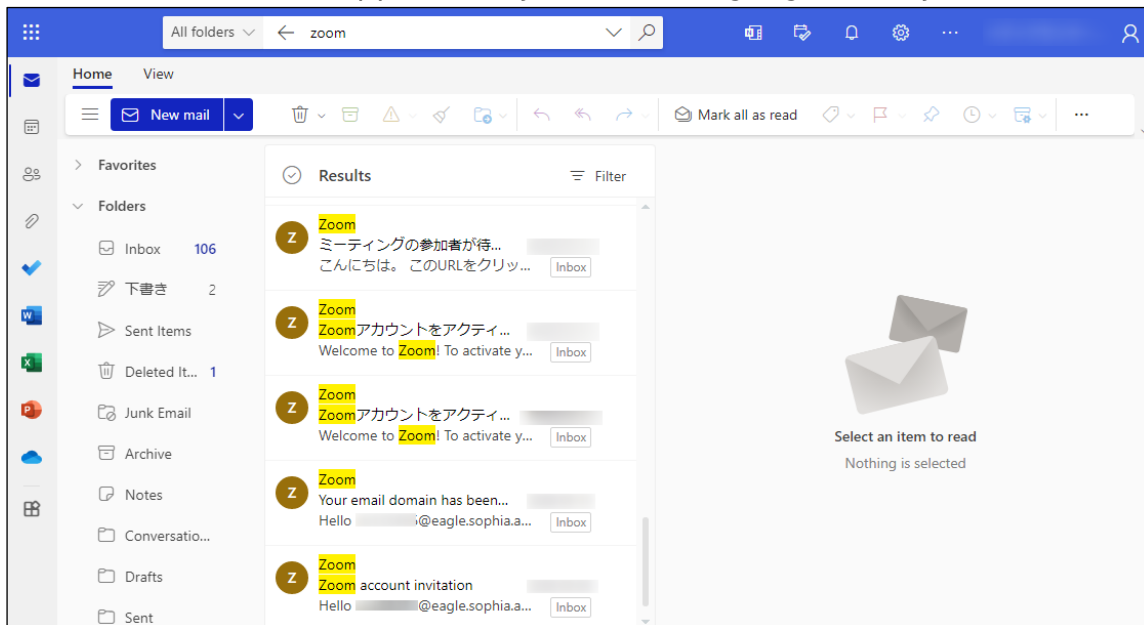 All folders zoom
Home View
New mail Mark all as read
Favorites
Folders
Inbox 106
下書き 2
Sent Items
Deleted It... 1
Junk Email
Archive
Notes
Conversatio...
Drafts
Sent
Results Filter
Z Zoom
ミーティングの参加者が待...
こんにちは。 このURLをクリッ... Inbox
Z Zoom
Zoomアカウントをアクティ...
Welcome to Zoom! To activate y... Inbox
Z Zoom
Zoomアカウントをアクティ...
Welcome to Zoom! To activate y... Inbox
Z Zoom
Your email domain has been...
Hello @eagle.sophia.a... Inbox
Z Zoom
Zoom account invitation
Hello @eagle.sophia.a... Inbox
Select an item to read
Nothing is selected